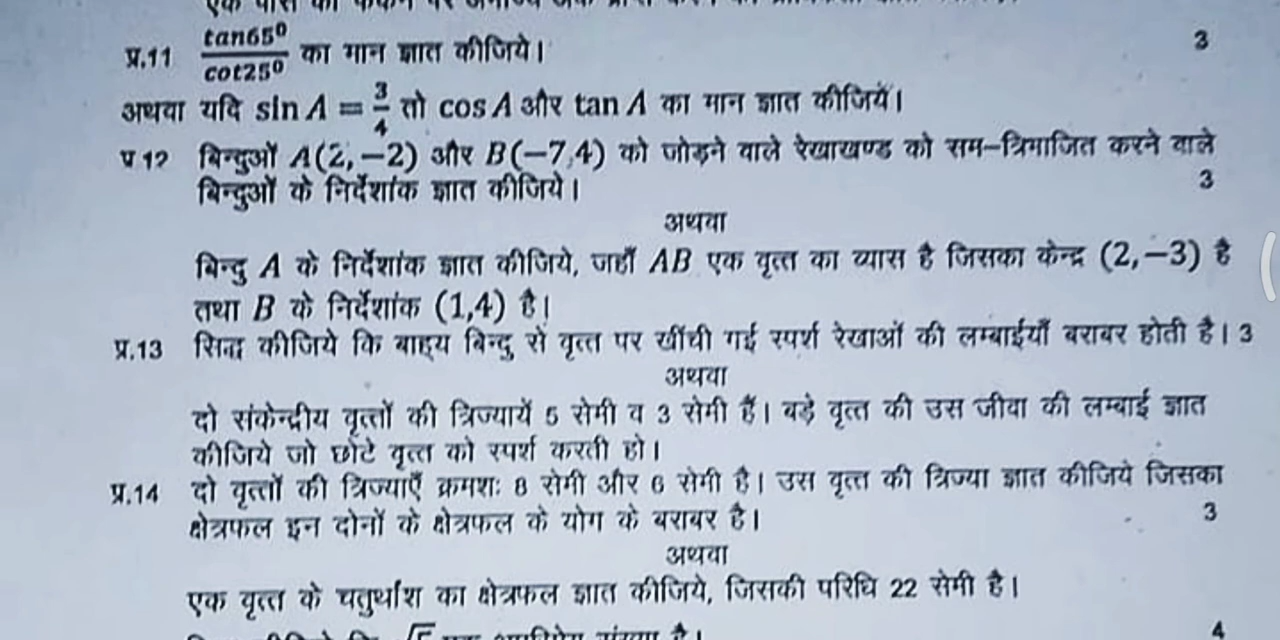 प्र.11 tan65⁰/cot25⁰ का मान ज्ञात कीजिये। 3
अथवा यदि sin A = 3/4 तो cos A और tan A का मान ज्ञात कीजियें।
प्र 12 बिन्दुओं A(2,−2) और B(−7,4) को जोड़ने वाले रेखाखण्ड को सम-त्रिभाजित करने वाले
बिन्दुओं के निर्देशांक ज्ञात कीजिये। 3
अथवा
बिन्दु A के निर्देशांक ज्ञात कीजिये, जहाँ AB एक वृत्त का व्यास है जिसका केन्द्र (2,−3) है
तथा B के निर्देशांक (1,4) है।
प्र.13 सिद्ध कीजिये कि बाह्य बिन्दु से वृत्त पर खींची गई स्पर्श रेखाओं की लम्बाईयाँ बराबर होती है। 3
अथवा
दो संकेन्द्रीय वृत्तों की त्रिज्यायें 5 सेमी व 3 सेमी हैं। बड़े वृत्त की उस जीवा की लम्बाई ज्ञात
कीजिये जो छोटे वृत्त को स्पर्श करती हो।
प्र.14 दो वृत्तों की त्रिज्याएँ क्रमशः 8 सेमी और 6 सेमी है। उस वृत्त की त्रिज्या ज्ञात कीजिये जिसका
क्षेत्रफल इन दोनों के क्षेत्रफल के योग के बराबर है। 3
अथवा
एक वृत्त के चतुर्थांश का क्षेत्रफल ज्ञात कीजिये, जिसकी परिधि 22 सेमी है।
4